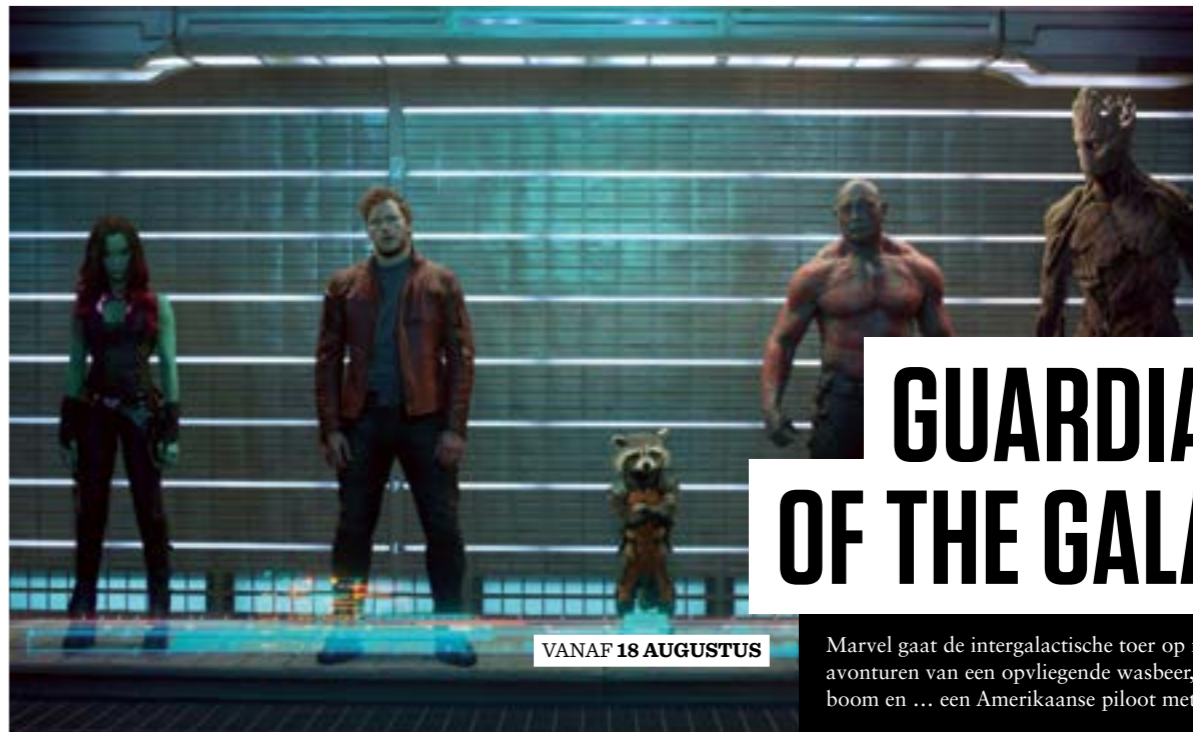 GUARDIA
OF THE GALA
VANAF 18 AUGUSTUS
Marvel gaat de intergalactische toer op
avonturen van een opvliegende wasbeer,
boom en … een Amerikaanse piloot met